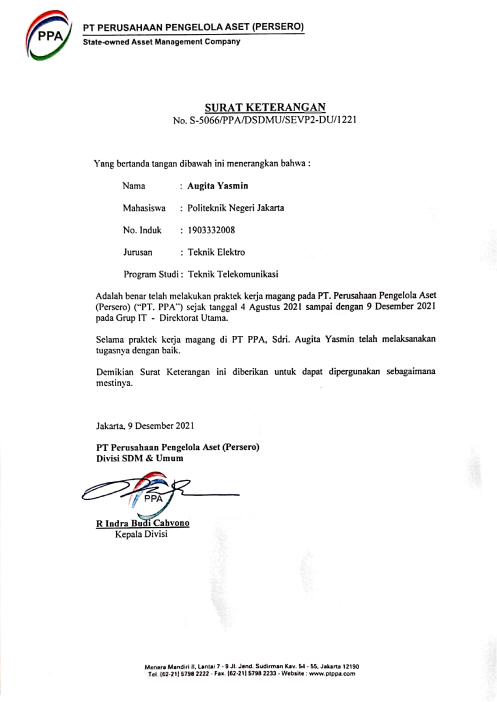 PPA
PT PERUSAHAAN PENGELOLA ASET (PERSERO)
State-owned Asset Management Company
SURAT KETERANGAN
No. S-5066/PPA/DSDMU/SEVP2-DU/1221
Yang bertanda tangan dibawah ini menerangkan bahwa :
Nama : Augita Yasmin
Mahasiswa : Politeknik Negeri Jakarta
No. Induk : 1903332008
Jurusan : Teknik Elektro
Program Studi : Teknik Telekomunikasi
Adalah benar telah melakukan praktek kerja magang pada PT. Perusahaan Pengelola Aset
(Persero) ("PT. PPA") sejak tanggal 4 Agustus 2021 sampai dengan 9 Desember 2021
pada Grup IT - Direktorat Utama.
Selama praktek kerja magang di PT PPA, Sdri. Augita Yasmin telah melaksanakan
tugasnya dengan baik.
Demikian Surat Keterangan ini diberikan untuk dapat dipergunakan sebagaimana
mestinya.
Jakarta, 9 Desember 2021
PT Perusahaan Pengelola Aset (Persero)
Divisi SDM & Umum
PPA
R Indra Budi Cahyono
Kepala Divisi
Menara Mandiri II, Lantai 7 - 9 Jl. Jend. Sudirman Kav. 54 - 55, Jakarta 12190
Tel. (62-21) 5798 2222 - Fax. (62-21) 5798 2233 - Website : www.ptppa.com